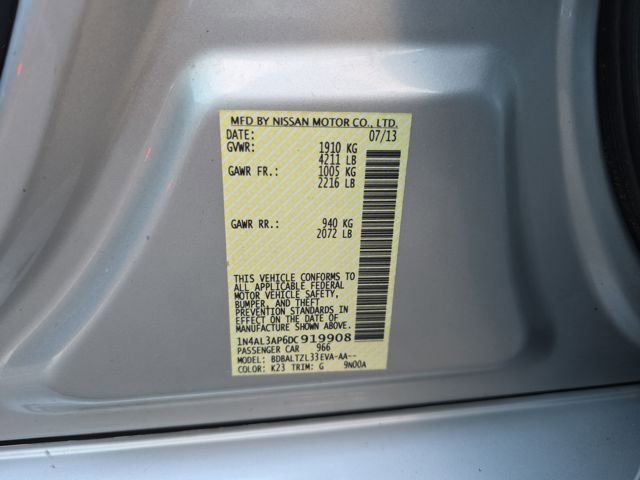 MFD BY NISSAN MOTOR CO., LTD.
DATE: 07/13
GVWR: 1910 KG
4211 LB
GAWR FR.: 1005 KG
2216 LB
GAWR RR.: 940 KG
2072 LB
THIS VEHICLE CONFORMS TO
ALL APPLICABLE FEDERAL
MOTOR VEHICLE SAFETY,
BUMPER, AND THEFT
PREVENTION STANDARDS IN
EFFECT ON THE DATE OF
MANUFACTURE SHOWN ABOVE.
1N4AL3AP6DC919908
PASSENGER CAR 966
MODEL: BDBALTZL33EVA-AA--
COLOR: K23 TRIM: G 9N00A